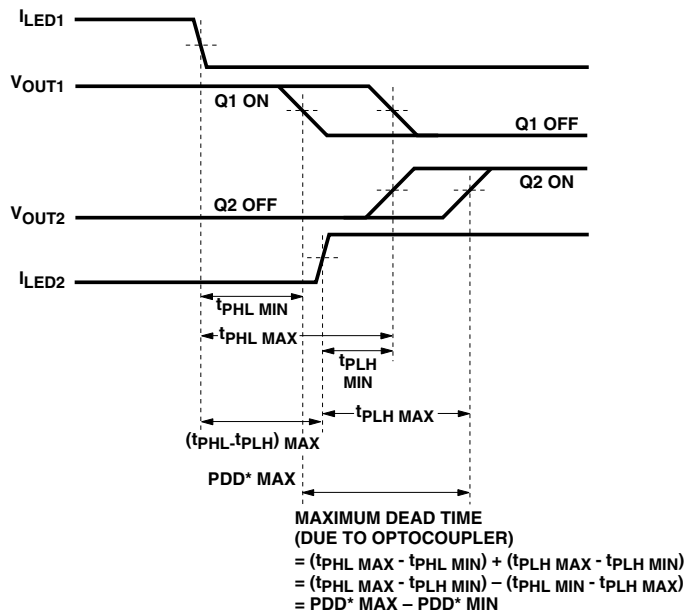 ILED1
VOUT1
Q1 ON
Q1 OFF
Q2 ON
Q2 OFF
VOUT2
ILED2
tPHL MIN
tPHL MAX
tPLH
MIN
tPLH MAX
(tPHL-tPLH) MAX
PDD* MAX
MAXIMUM DEAD TIME
(DUE TO OPTOCOUPLER)
= (tPHL MAX - tPHL MIN) + (tPLH MAX - tPLH MIN)
= (tPHL MAX - tPLH MIN) – (tPHL MIN - tPLH MAX)
= PDD* MAX – PDD* MIN